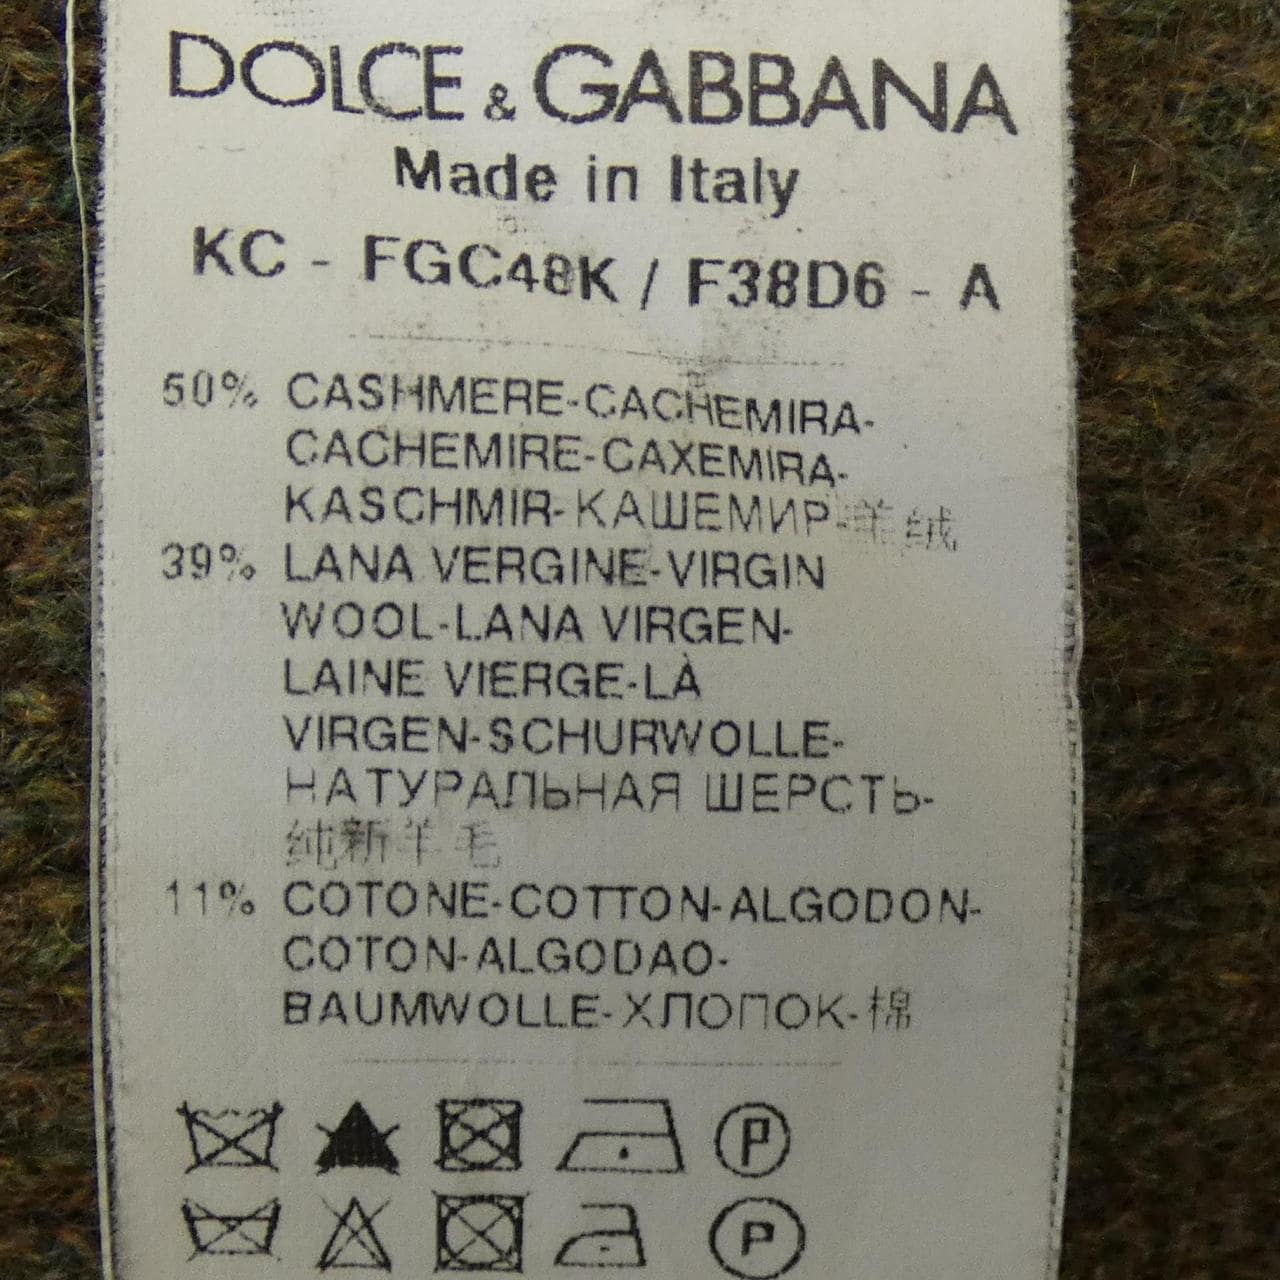 DOLCE & GABBANA
Made in Italy
KC - FGC48K / F38D6 - A
50% CASHMERE-CACHEMIRA-
CACHEMIRE-CAXEMIRA-
KASCHMIR-КАШЕМИР-羊绒
39% LANA VERGINE-VIRGIN
WOOL-LANA VIRGEN-
LAINE VIERGE-LÀ
VIRGEN-SCHURWOLLE-
НАТУРАЛЬНАЯ ШЕРСТЬ-
纯新羊毛
11% COTONE-COTTON-ALGODON-
COTON-ALGODAO-
BAUMWOLLE-ХЛОПОК-棉
P
P